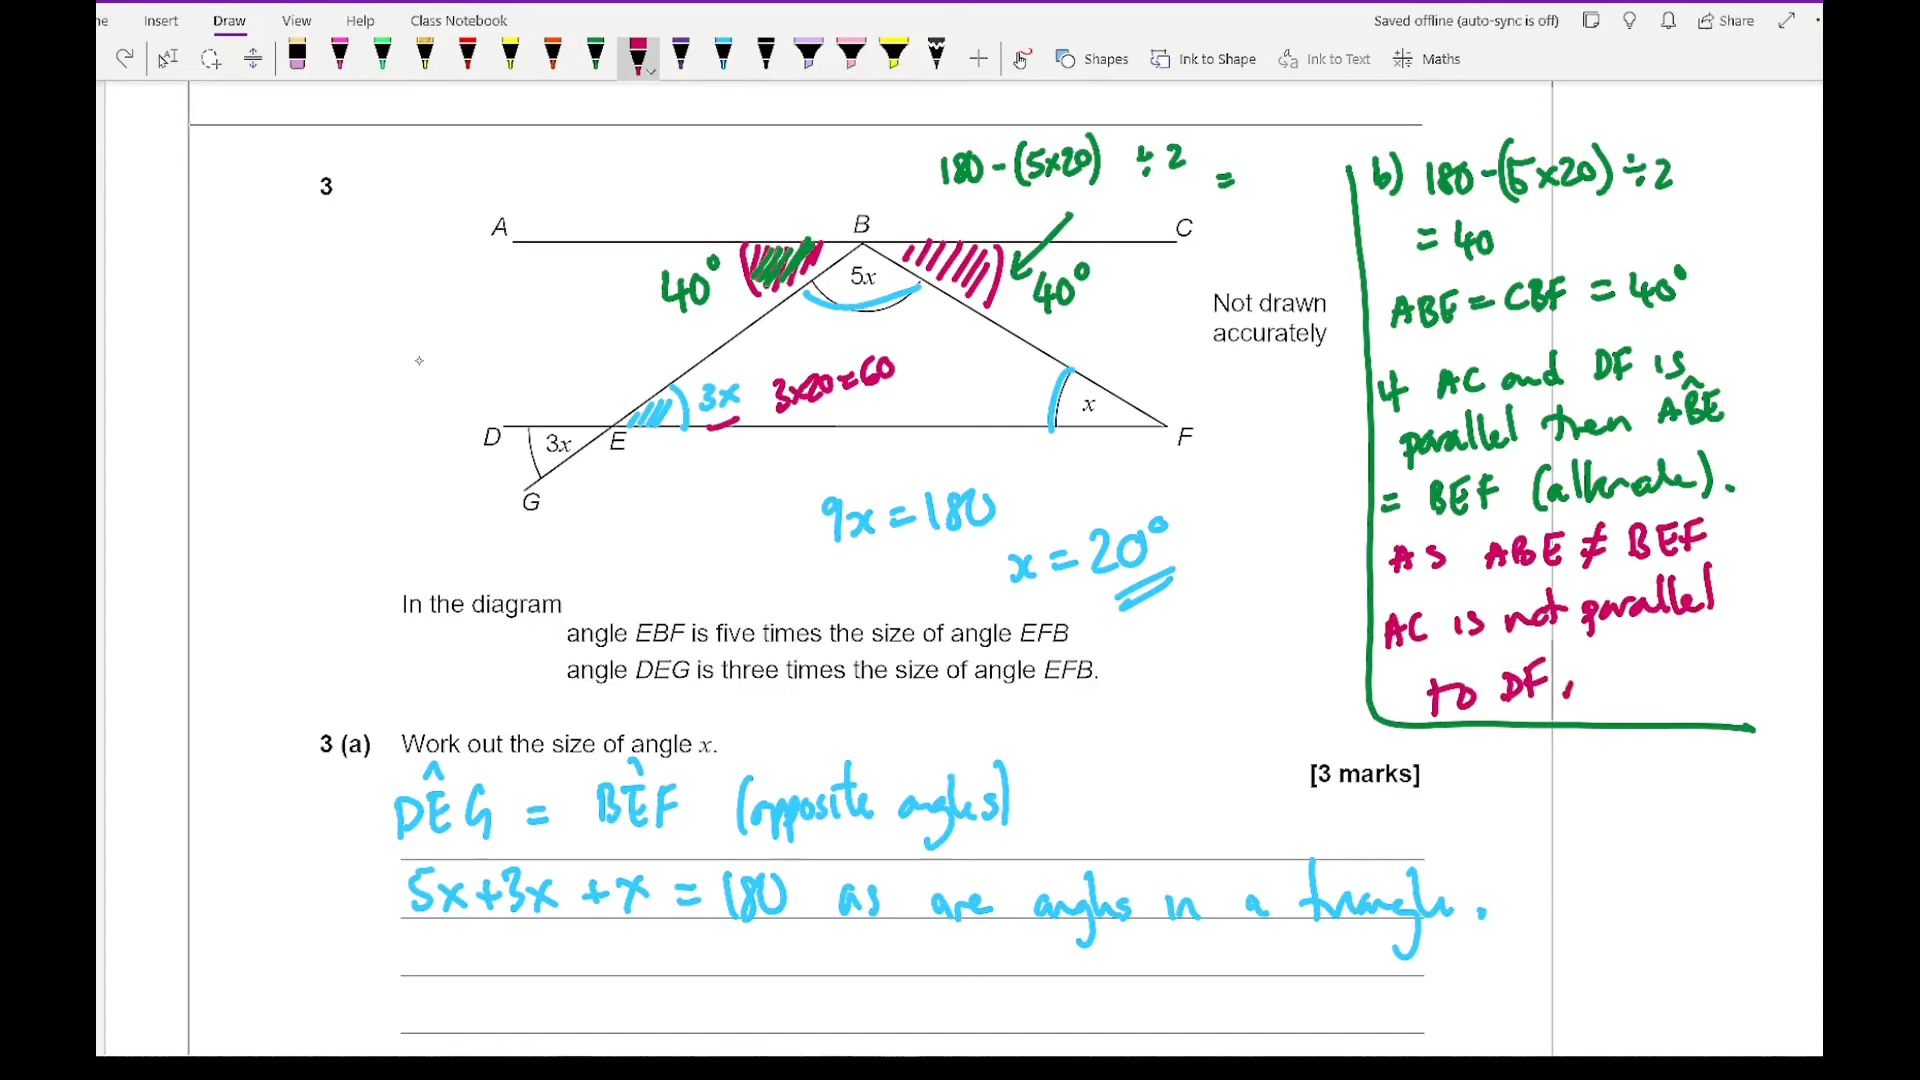 Insert Draw View Help Class Notebook Saved offline (auto-sync is off) Share
Shapes Ink to Shape Ink to Text Maths
3
180-(5x20) ÷2 =
A B C
5x
40° 40°
Not drawn
accurately
3x 3x20=60
x
D 3x E F
G
9x=180
x=20°
In the diagram
angle EBF is five times the size of angle EFB
angle DEG is three times the size of angle EFB.
3 (a) Work out the size of angle x.
[3 marks]
DÊG = BÊF (opposite angles)
5x+3x+x = 180 as are angles in a triangle.
b) 180-(5x20)÷2
= 40
ABE = CBF = 40°
If AC and DF is
parallel then AB̂E
= BEF (alternate).
As ABE ≠ BEF
AC is not parallel
to DF.